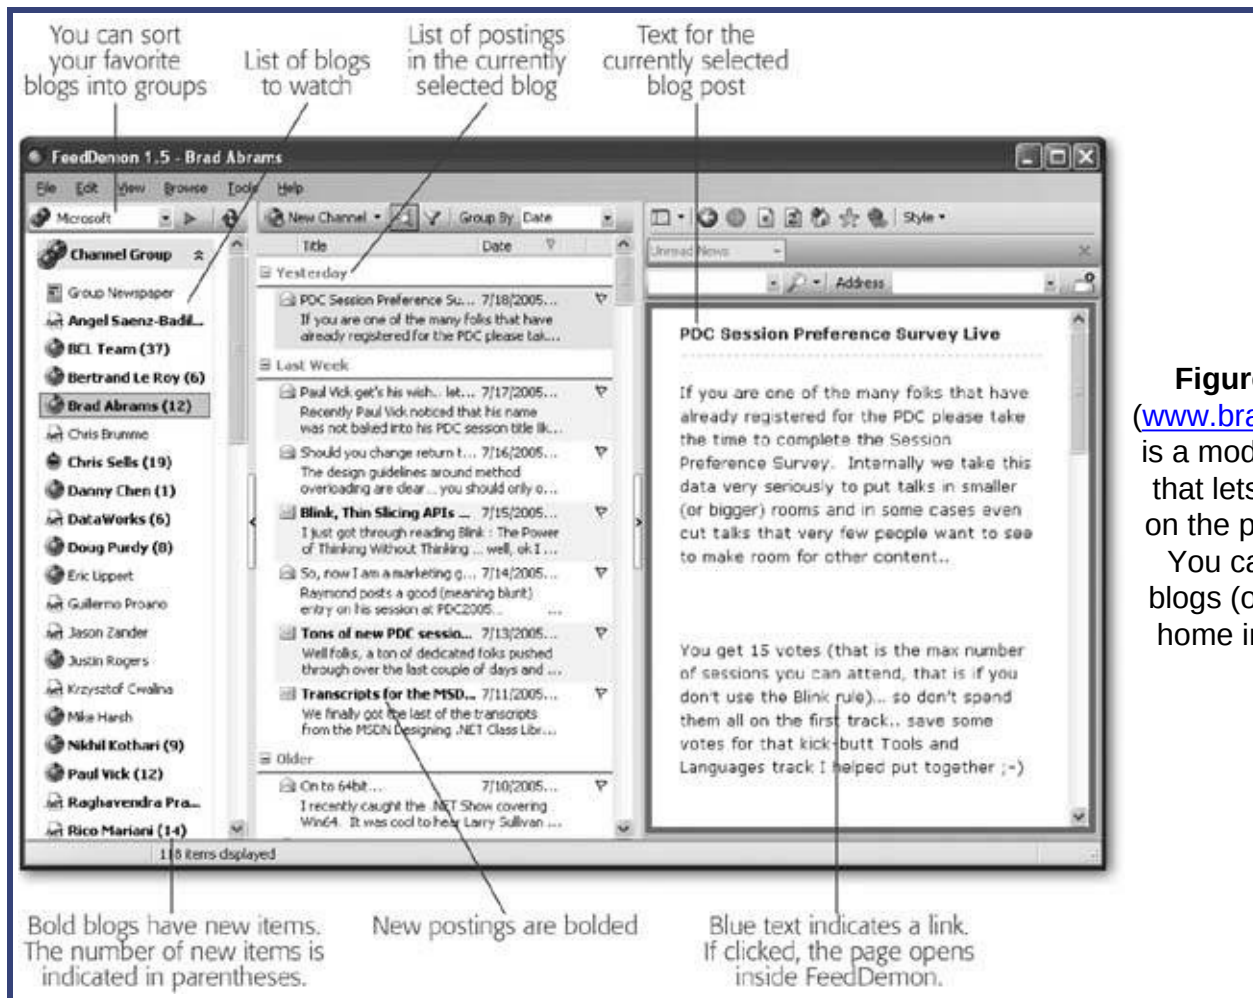 You can sort
your favorite
blogs into groups
List of blogs
to watch
List of postings
in the currently
selected blog
Text for the
currently selected
blog post
FeedDemon 1.5 - Brad Abrams
File Edit View Browse Tools Help
Microsoft
New Channel
Group By Date
Style
Unread News
Address
Channel Group
Group Newspaper
Angel Saenz-Badil...
BCL Team (37)
Bertrand Le Roy (6)
Brad Abrams (12)
Chris Brumme
Chris Sells (19)
Danny Chen (1)
DataWorks (6)
Doug Purdy (8)
Eric Lippert
Guillermo Proano
Jason Zander
Justin Rogers
Krzysztof Cwalina
Mike Harsh
Nikhil Kothari (9)
Paul Vick (12)
Raghavendra Pra...
Rico Mariani (14)
Title Date
Yesterday
PDC Session Preference Su... 7/18/2005...
If you are one of the many folks that have
already registered for the PDC please tak...
Last Week
Paul Vick get's his wish.. let... 7/17/2005...
Recently Paul Vick noticed that his name
was not baked into his PDC session title lik...
Should you change return t... 7/16/2005...
The design guidelines around method
overloading are clear... you should only o...
Blink, Thin Slicing APIs ... 7/15/2005...
I just got through reading Blink : The Power
of Thinking Without Thinking ... well, ok I ...
So, now I am a marketing g... 7/14/2005...
Raymond posts a good (meaning blunt)
entry on his session at PDC2005... ...
Tons of new PDC sessio... 7/13/2005...
Well folks, a ton of dedicated folks pushed
through over the last couple of days and ...
Transcripts for the MSD... 7/11/2005...
We finally got the last of the transcripts
from the MSDN Designing .NET Class Libr...
Older
On to 64bit... 7/10/2005...
I recently caught the .NET Show covering
Win64. It was cool to hear Larry Sullivan ...
PDC Session Preference Survey Live
If you are one of the many folks that have
already registered for the PDC please take
the time to complete the Session
Preference Survey. Internally we take this
data very seriously to put talks in smaller
(or bigger) rooms and in some cases even
cut talks that very few people want to see
to make room for other content..
You get 15 votes (that is the max number
of sessions you can attend, that is if you
don't use the Blink rule)... so don't spend
them all on the first track.. save some
votes for that kick-butt Tools and
Languages track I helped put together ;-)
118 items displayed
Bold blogs have new items.
The number of new items is
indicated in parentheses.
New postings are bolded
Blue text indicates a link.
If clicked, the page opens
inside FeedDemon.
Figure
(www.bra
is a mod
that lets
on the p
You ca
blogs (o
home in